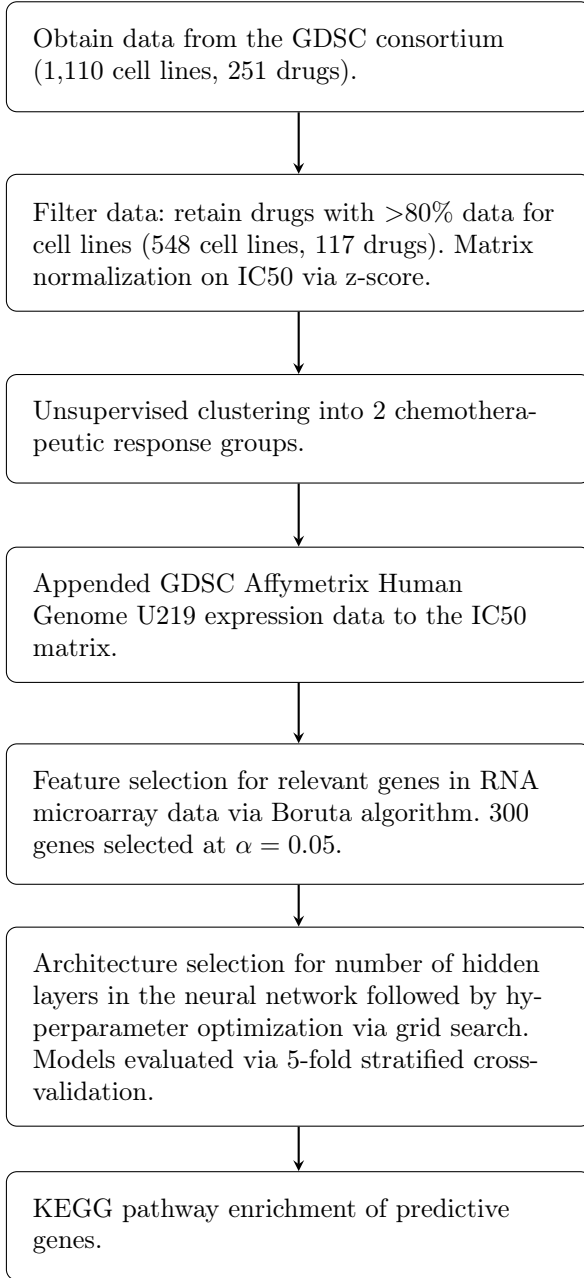 Obtain data from the GDSC consortium
(1,110 cell lines, 251 drugs).
Filter data: retain drugs with >80% data for
cell lines (548 cell lines, 117 drugs). Matrix
normalization on IC50 via z-score.
Unsupervised clustering into 2 chemothera-
peutic response groups.
Appended GDSC Affymetrix Human
Genome U219 expression data to the IC50
matrix.
Feature selection for relevant genes in RNA
microarray data via Boruta algorithm. 300
genes selected at α = 0.05.
Architecture selection for number of hidden
layers in the neural network followed by hy-
perparameter optimization via grid search.
Models evaluated via 5-fold stratified cross-
validation.
KEGG pathway enrichment of predictive
genes.